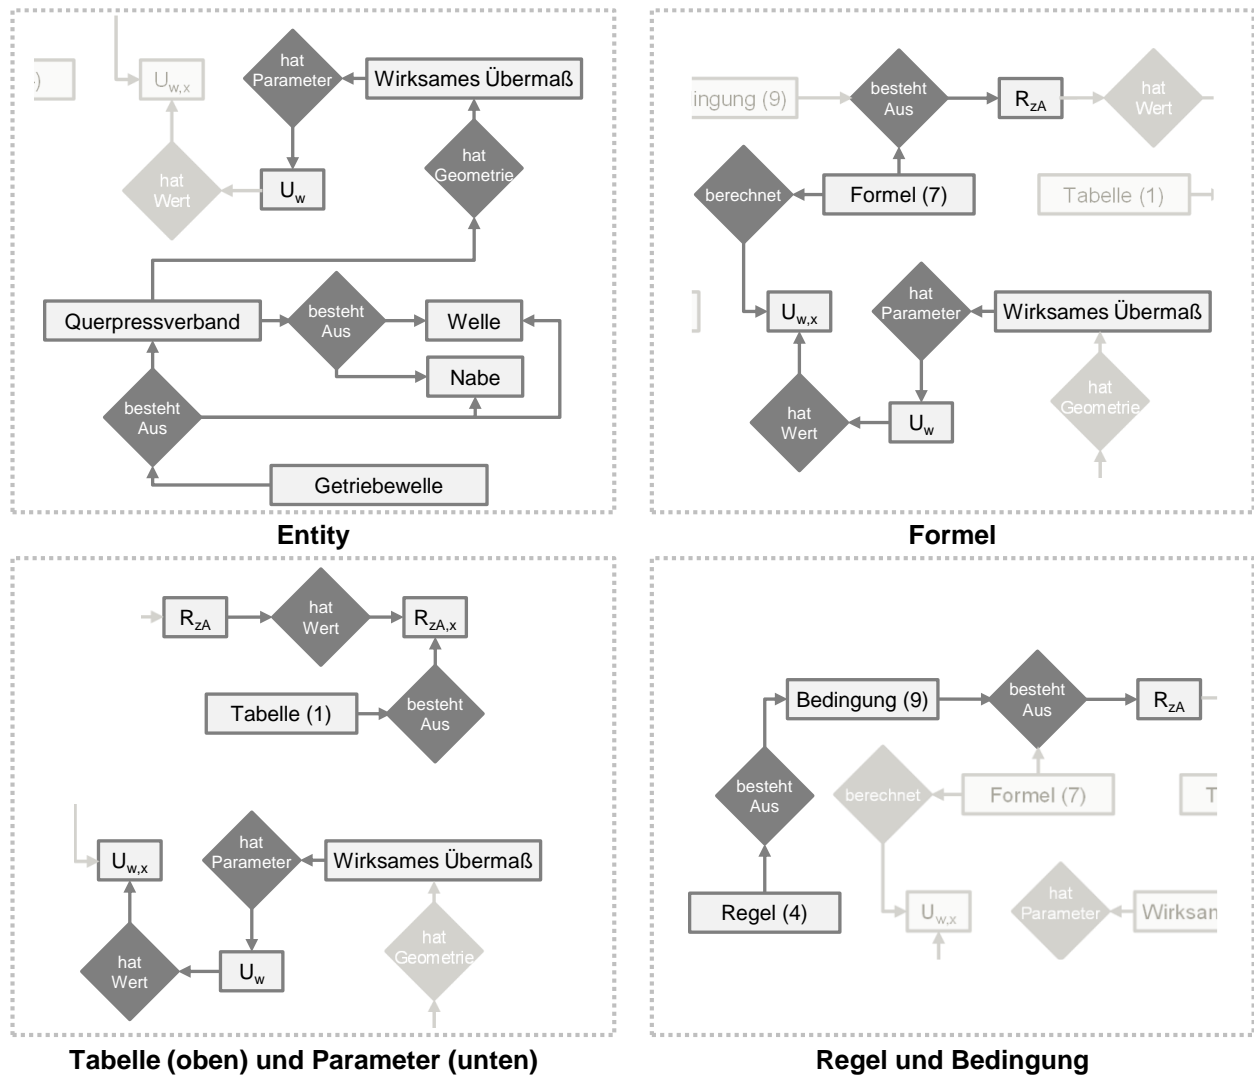 hat
Parameter
Wirksames Übermaß
U_w,x
hat
Wert
U_w
hat
Geometrie
Querpressverband
besteht
Aus
Welle
Nabe
besteht
Aus
Getriebewelle
Entity
ingung (9)
besteht
Aus
R_zA
hat
Wert
berechnet
Formel (7)
Tabelle (1)
U_w,x
hat
Parameter
Wirksames Übermaß
hat
Wert
U_w
hat
Geometrie
Formel
R_zA
hat
Wert
R_zA,x
Tabelle (1)
besteht
Aus
U_w,x
hat
Parameter
Wirksames Übermaß
hat
Wert
U_w
hat
Geometrie
Tabelle (oben) und Parameter (unten)
Bedingung (9)
besteht
Aus
R_zA
besteht
Aus
berechnet
Formel (7)
T
Regel (4)
U_w,x
hat
Parameter
Wirksan
Regel und Bedingung